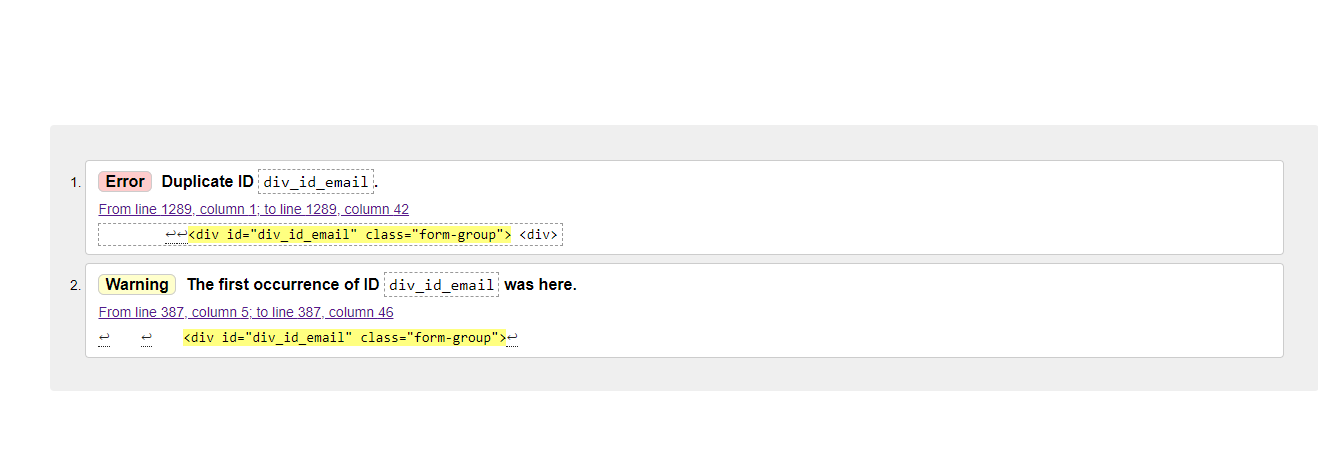 1. Error Duplicate ID div_id_email.
From line 1289, column 1; to line 1289, column 42
↩↩<div id="div_id_email" class="form-group"> <div>
2. Warning The first occurrence of ID div_id_email was here.
From line 387, column 5; to line 387, column 46
↩ ↩ <div id="div_id_email" class="form-group">↩